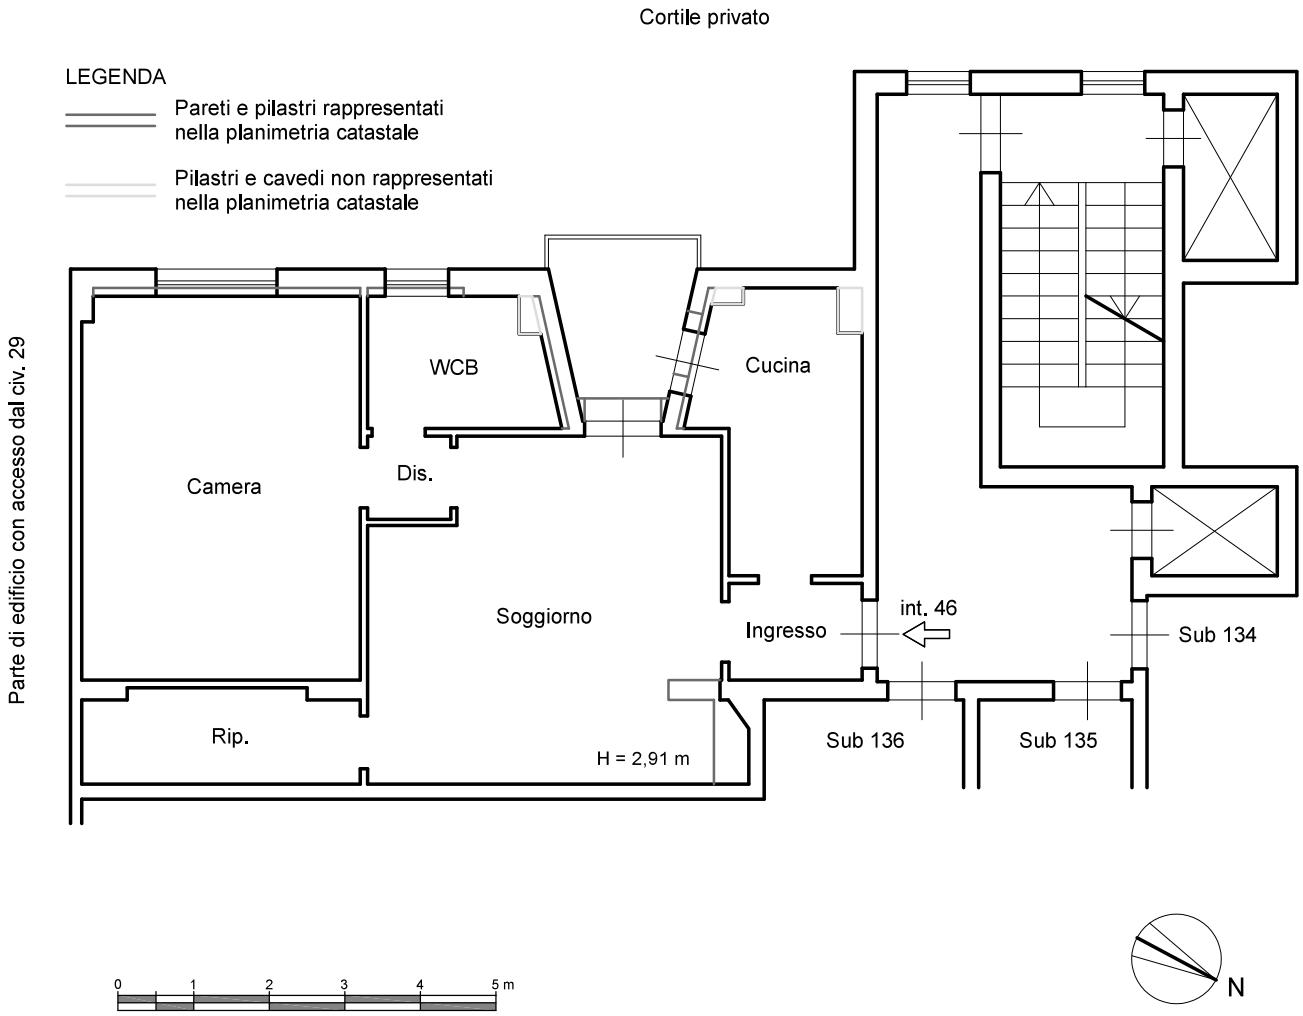 Cortile privato
LEGENDA
Pareti e pilastri rappresentati
nella planimetria catastale
Pilastri e cavedi non rappresentati
nella planimetria catastale
Parte di edificio con accesso dal civ. 29
WCB
Cucina
Dis.
Camera
Soggiorno
Ingresso
int. 46
Sub 134
Rip.
H = 2,91 m
Sub 136
Sub 135
0 1 2 3 4 5 m
N